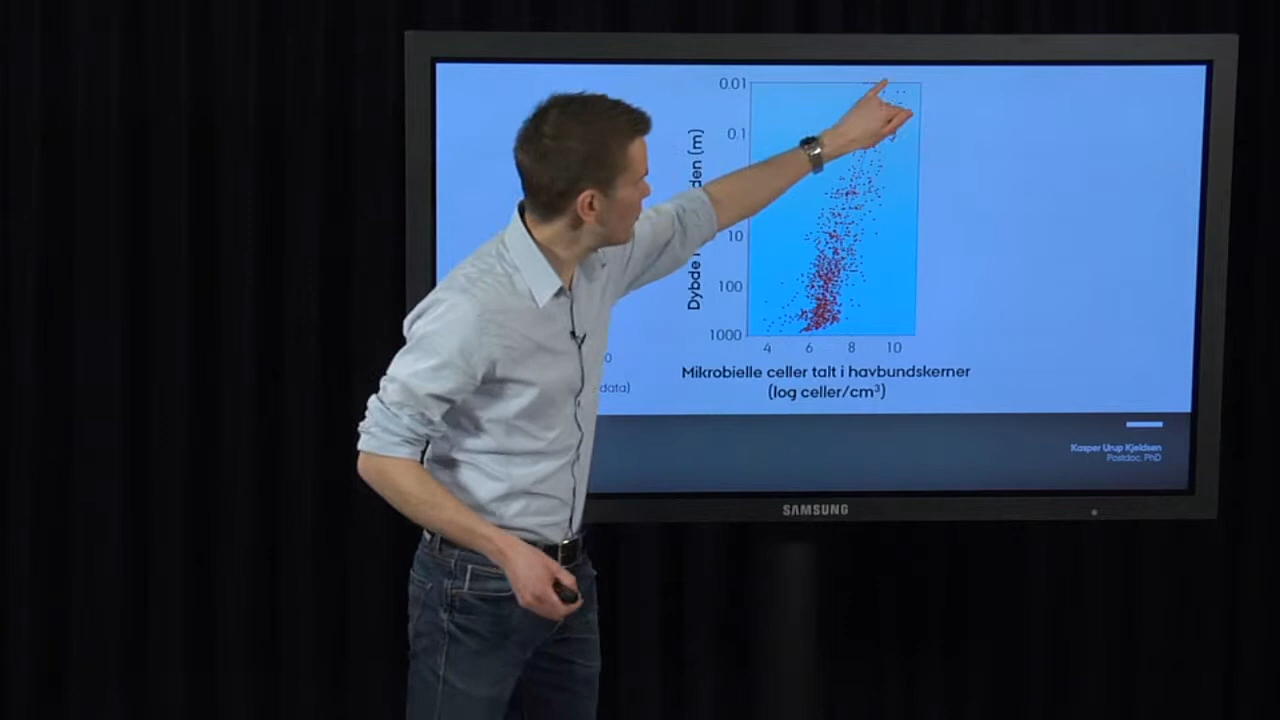 0.01
0.1
10
100
1000
Dybde
den (m)
4 6 8 10
Mikrobielle celler talt i havbundskerner
(log celler/cm³)
0
data)
Kasper Urup Kjeldsen
Postdoc, PhD
SAMSUNG